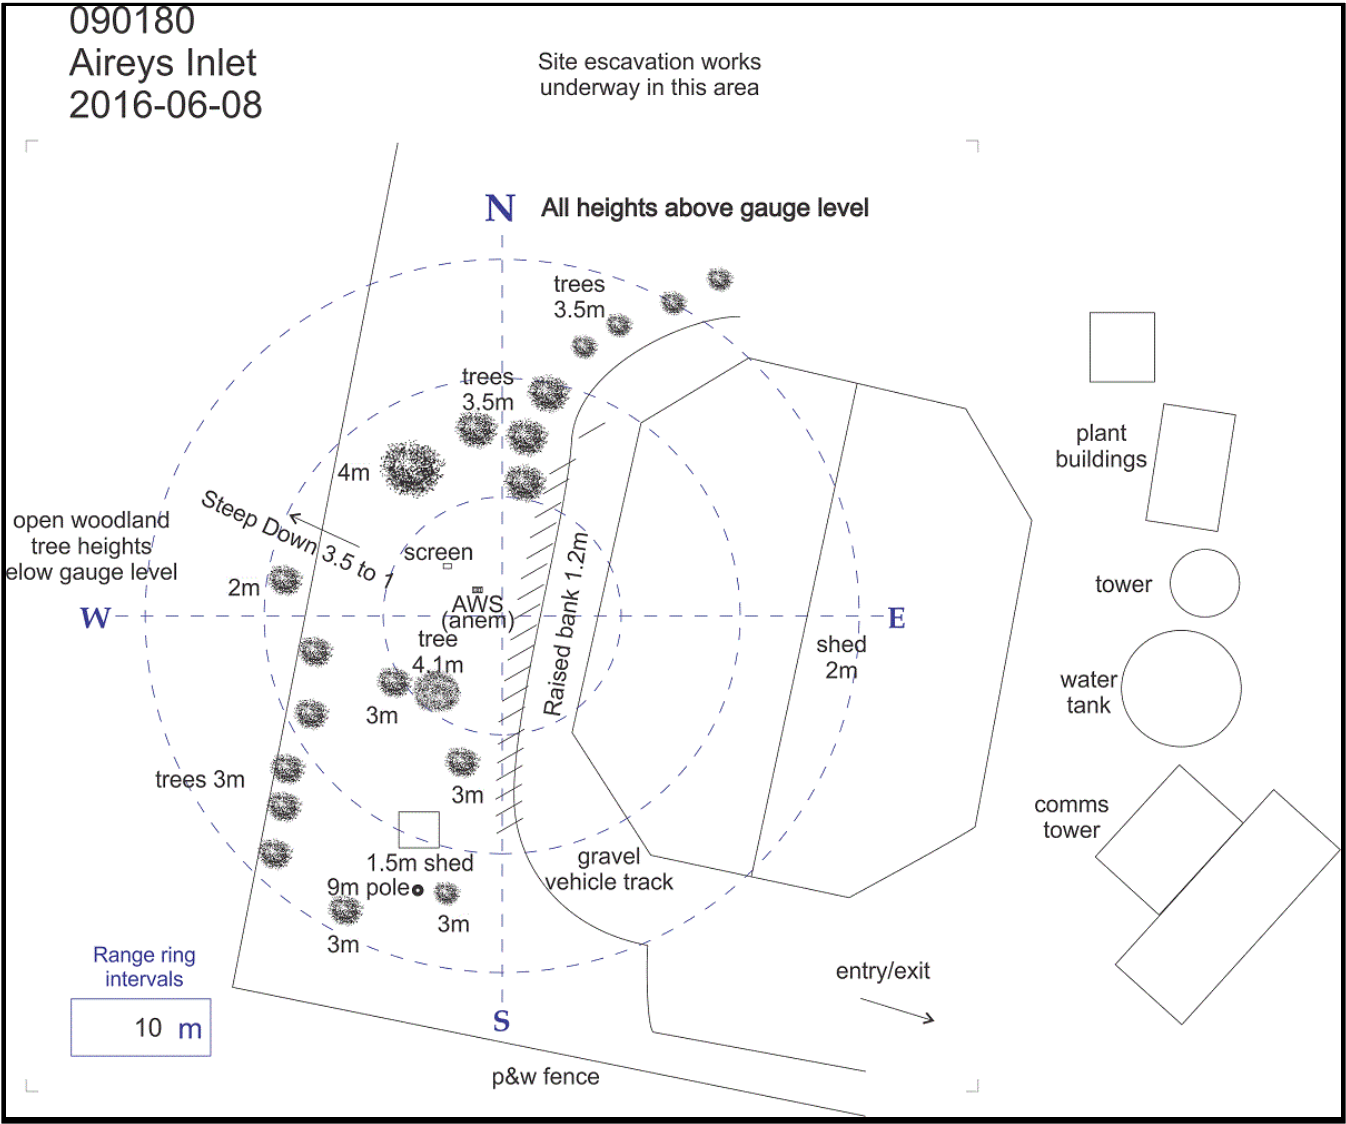 090180
Aireys Inlet
2016-06-08
Site escavation works
underway in this area
N
All heights above gauge level
trees
3.5m
trees
3.5m
4m
plant
buildings
Steep Down 3.5 to 1
open woodland
tree heights
elow gauge level
screen
2m
AWS
(anem)
W
E
Raised bank 1.2m
tower
tree
4.1m
shed
2m
3m
water
tank
trees 3m
3m
comms
tower
1.5m shed
gravel
vehicle track
9m pole
3m
3m
Range ring
intervals
10 m
entry/exit
S
p&w fence